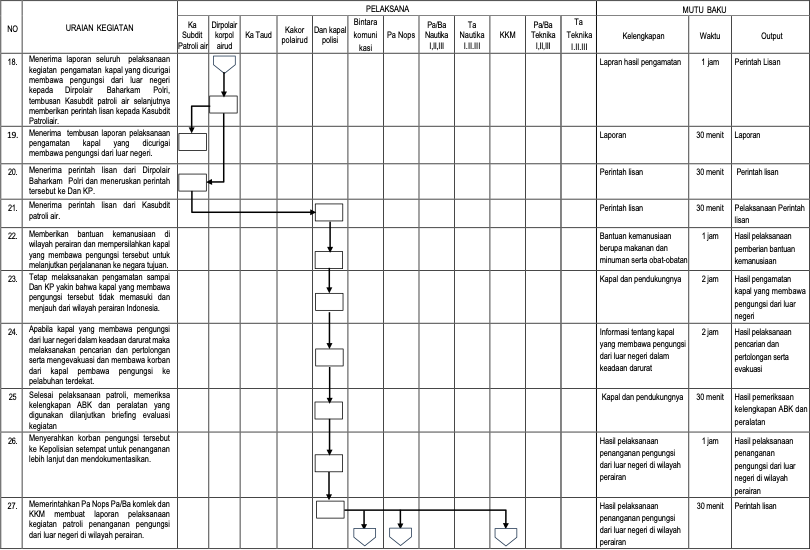 PELAKSANA
MUTU BAKU
NO
URAIAN KEGIATAN
Ka
Subdit
Patroli air
Dirpolair
korpol
airud
Ka Taud
Kakor
polairud
Dan kapal
polisi
Bintara
komuni
kasi
Pa Nops
Pa/Ba
Nautika
I,II,III
Ta
Nautika
I.II.III
KKM
Pa/Ba
Teknika
I,II,III
Ta
Teknika
I.II.III
Kelengkapan
Waktu
Output
18.
Menerima laporan seluruh pelaksanaan
kegiatan pengamatan kapal yang dicurigai
membawa pengungsi dari luar negeri
kepada Dirpolair Baharkam Polri,
tembusan Kasubdit patroli air selanjutnya
memberikan perintah lisan kepada Kasubdit
Patroliair.
Lapran hasil pengamatan
1 jam
Perintah Lisan
19.
Menerima tembusan laporan pelaksanaan
pengamatan kapal yang dicurigai
membawa pengungsi dari luar negeri.
Laporan
30 menit
Laporan
20.
Menerima perintah lisan dari Dirpolair
Baharkam Polri dan meneruskan perintah
tersebut ke Dan KP.
Perintah lisan
30 menit
Perintah lisan
21.
Menerima perintah lisan dari Kasubdit
patroli air.
Perintah lisan
30 menit
Pelaksanaan Perintah
lisan
22.
Memberikan bantuan kemanusiaan di
wilayah perairan dan mempersilahkan kapal
yang membawa pengungsi tersebut untuk
melanjutkan perjalananan ke negara tujuan.
Bantuan kemanusiaan
berupa makanan dan
minuman serta obat-obatan
1 jam
Hasil pelaksanaan
pemberian bantuan
kemanusiaan
23.
Tetap melaksanakan pengamatan sampai
Dan KP yakin bahwa kapal yang membawa
pengungsi tersebut tidak memasuki dan
menjauh dari wilayah perairan Indonesia.
Kapal dan pendukungnya
2 jam
Hasil pengamatan
kapal yang membawa
pengungsi dari luar
negeri
24.
Apabila kapal yang membawa pengungsi
dari luar negeri dalam keadaan darurat maka
melaksanakan pencarian dan pertolongan
serta mengevakuasi dan membawa korban
dari kapal pembawa pengungsi ke
pelabuhan terdekat.
Informasi tentang kapal
yang membawa pengungsi
dari luar negeri dalam
keadaan darurat
2 jam
Hasil pelaksanaan
pencarian dan
pertolongan serta
evakuasi
25
Selesai pelaksanaan patroli, memeriksa
kelengkapan ABK dan peralatan yang
digunakan dilanjutkan briefing evaluasi
kegiatan
Kapal dan pendukungnya
30 menit
Hasil pemeriksaan
kelengkapan ABK dan
peralatan
26.
Menyerahkan korban pengungsi tersebut
ke Kepolisian setempat untuk penanganan
lebih lanjut dan mendokumentasikan.
Hasil pelaksanaan
penanganan pengungsi
dari luar negeri di wilayah
perairan
1 jam
Hasil pelaksanaan
penanganan
pengungsi dari luar
negeri di wilayah
perairan
27.
Memerintahkan Pa Nops Pa/Ba komlek dan
KKM membuat laporan pelaksanaan
kegiatan patroli penanganan pengungsi
dari luar negeri di wilayah perairan.
Hasil pelaksanaan
penanganan pengungsi
dari luar negeri di wilayah
perairan
30 menit
Perintah lisan